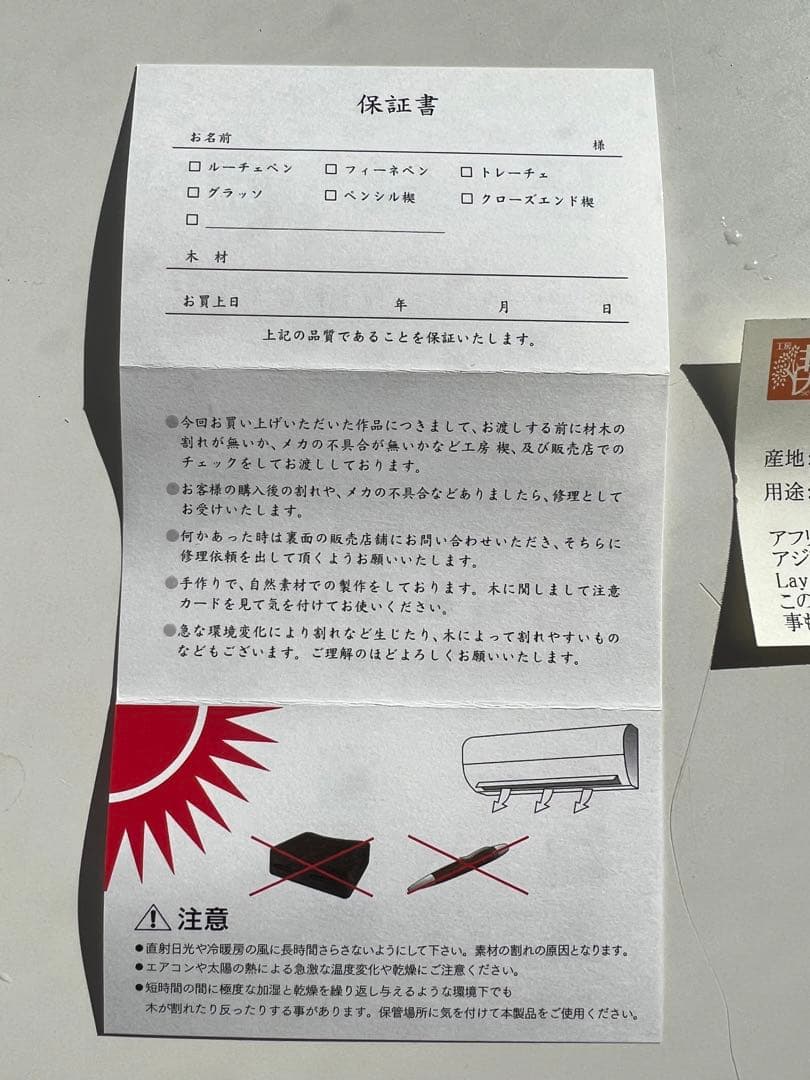 保証書
お名前 様
□ ルーチェペン □ フィーネペン □ トレーチェ
□ グラッソ □ ペンシル楔 □ クローズエンド楔
□
木 材
お買上日 年 月 日
上記の品質であることを保証いたします。
●今回お買い上げいただいた作品につきまして、お渡しする前に材木の
割れが無いか、メカの不具合が無いかなど工房 楔、及び販売店での
チェックをしてお渡ししております。
●お客様の購入後の割れや、メカの不具合などありましたら、修理として
お受けいたします。
●何かあった時は裏面の販売店舗にお問い合わせいただき、そちらに
修理依頼を出して頂くようお願いいたします。
●手作りで、自然素材での製作をしております。木に関しまして注意
カードを見て気を付けてお使いください。
●急な環境変化により割れなど生じたり、木によって割れやすいもの
などもございます。ご理解のほどよろしくお願いいたします。
注意
●直射日光や冷暖房の風に長時間さらさないようにして下さい。素材の割れの原因となります。
●エアコンや太陽の熱による急激な温度変化や乾燥にご注意ください。
●短時間の間に極度な加湿と乾燥を繰り返し与えるような環境下でも
木が割れたり反ったりする事があります。保管場所に気を付けて本製品をご使用ください。
工房
産地:
用途:
アフリ
アジ
Lay
この
事も